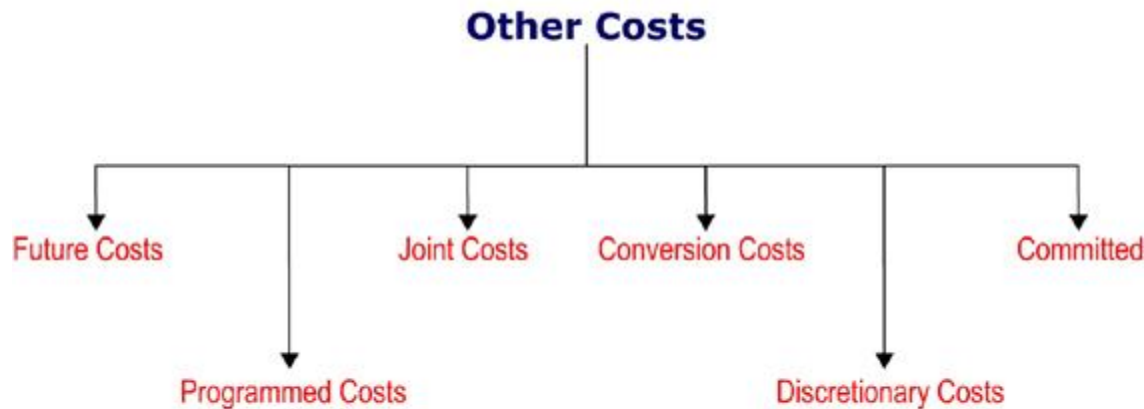 Other Costs
Future Costs
Joint Costs
Conversion Costs
Committed
Programmed Costs
Discretionary Costs